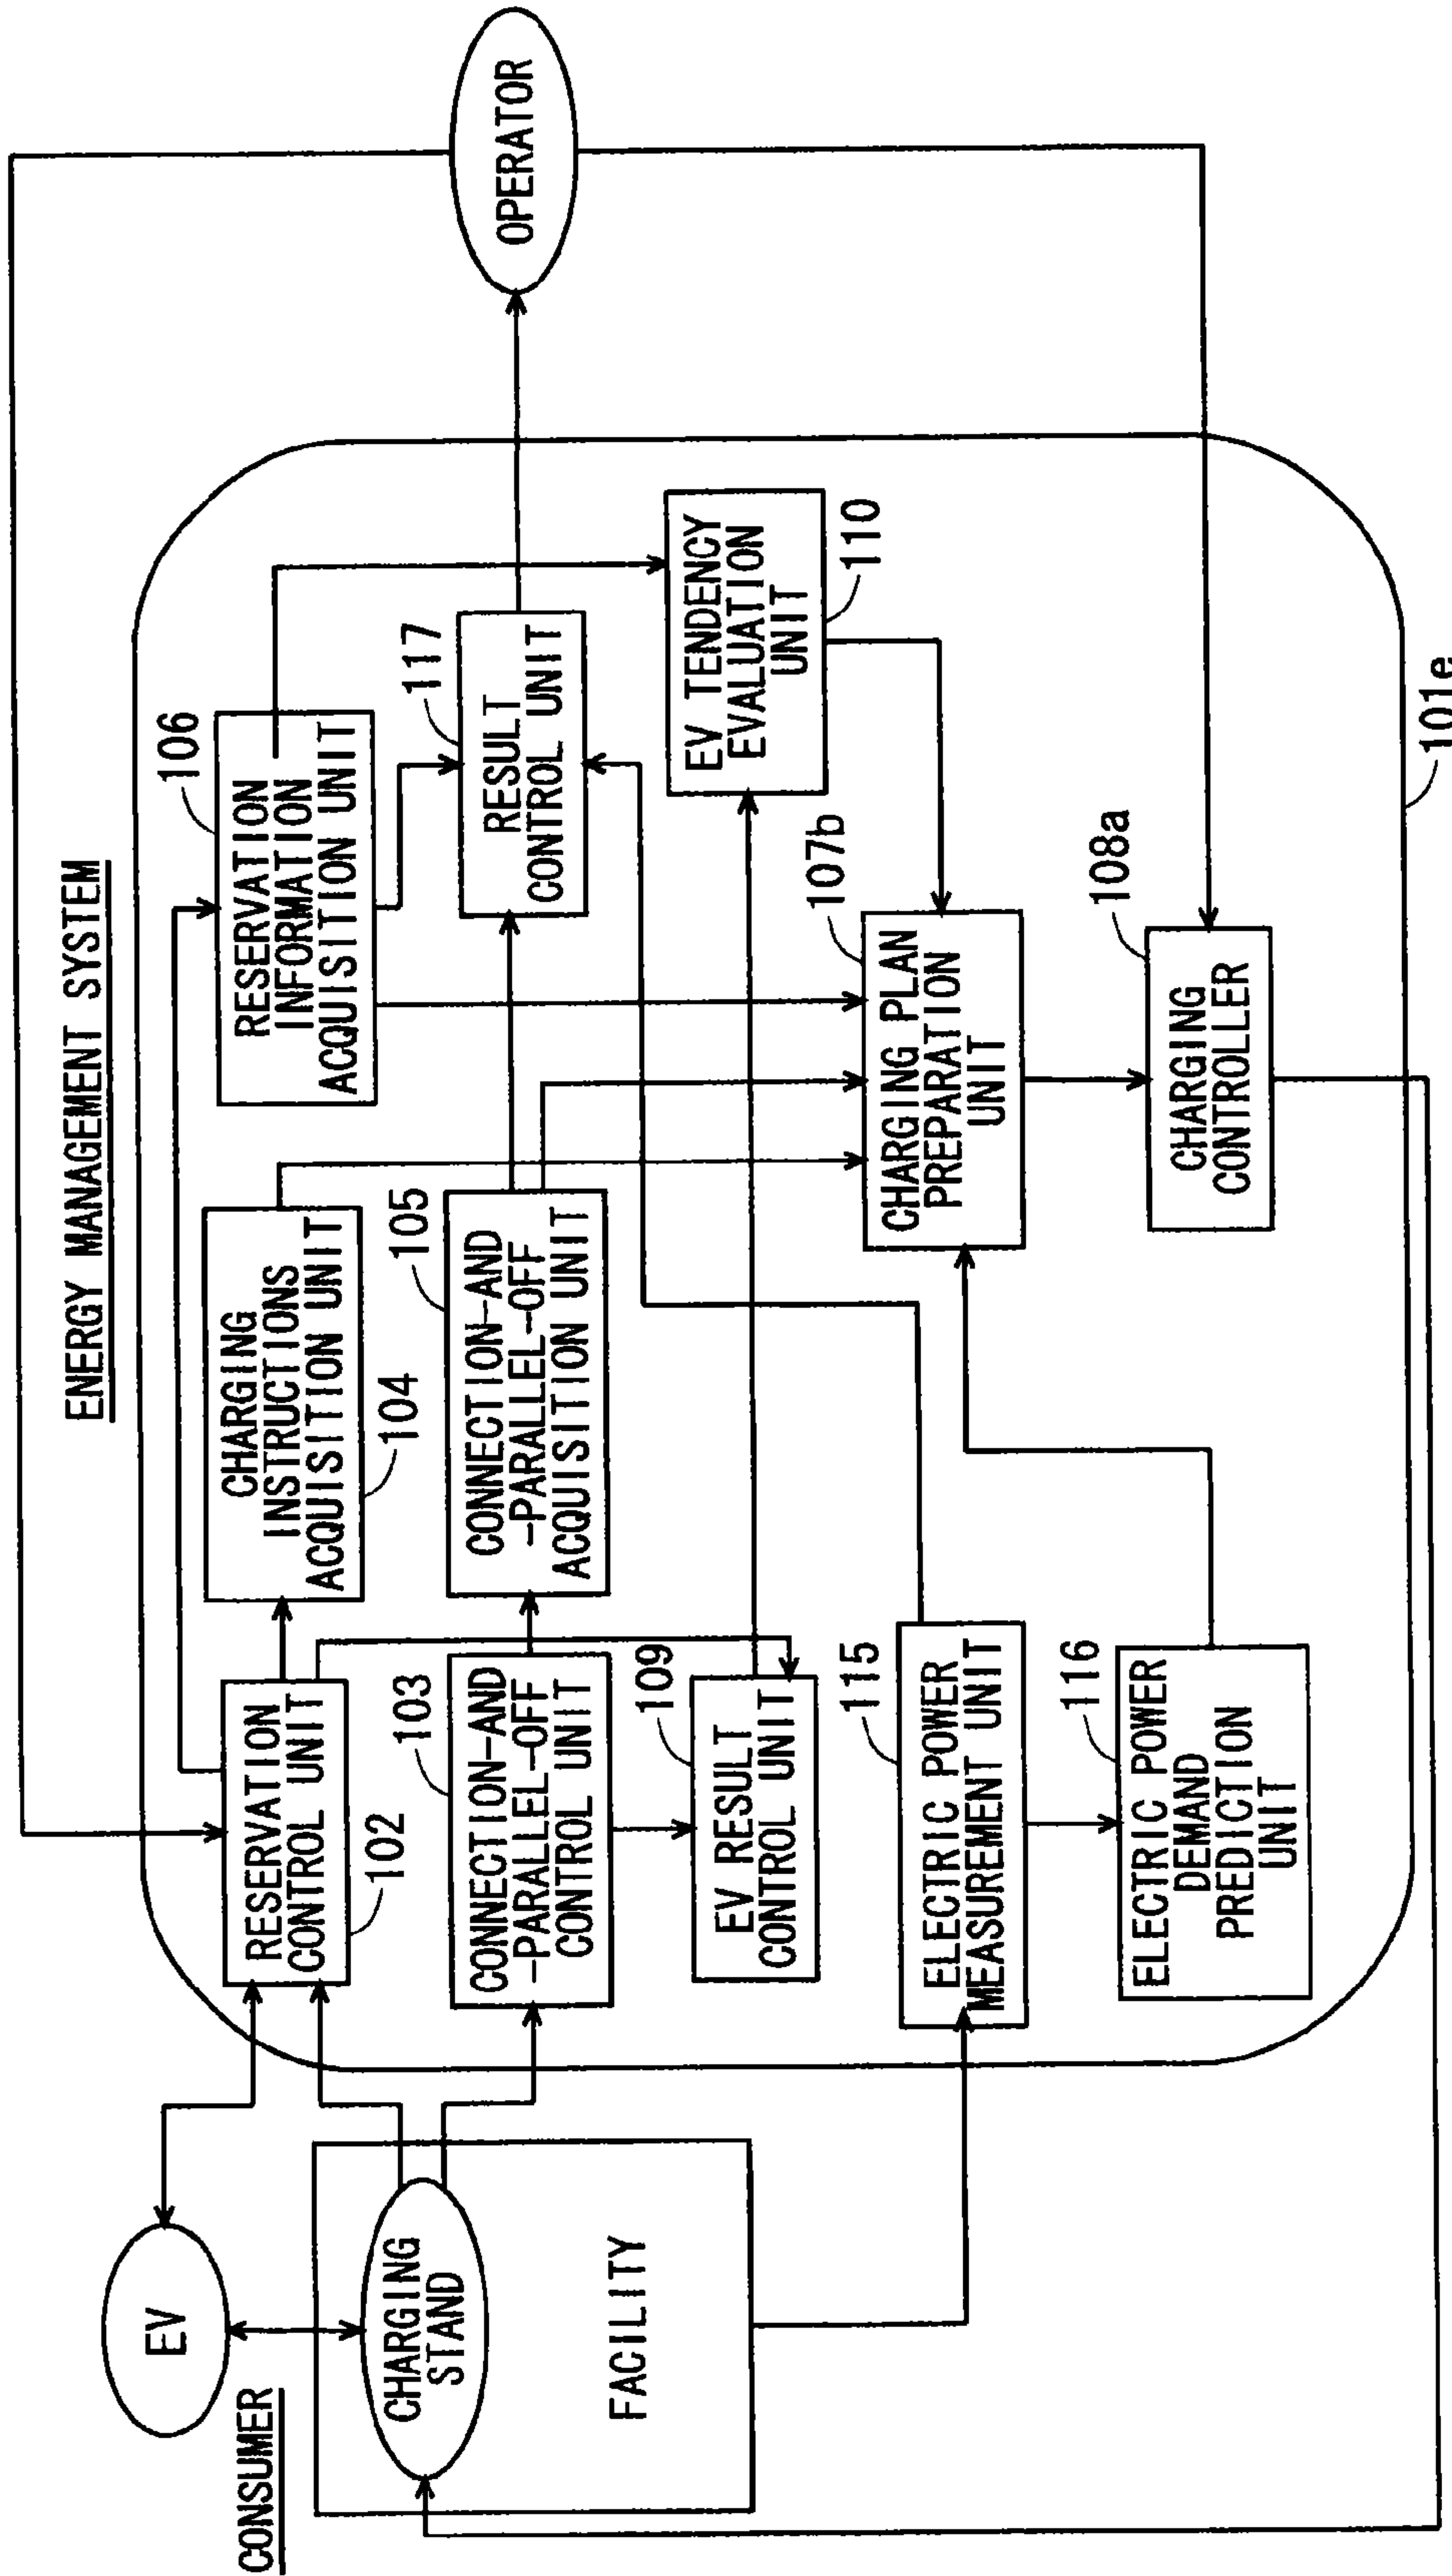 ENERGY MANAGEMENT SYSTEM
CONSUMER
EV
CHARGING
STAND
FACILITY
RESERVATION
CONTROL UNIT
102
CONNECTION-AND
-PARALLEL-OFF
CONTROL UNIT
103
EV RESULT
CONTROL UNIT
109
ELECTRIC POWER
MEASUREMENT UNIT
115
ELECTRIC POWER
DEMAND
PREDICTION
UNIT
116
CHARGING
INSTRUCTIONS
ACQUISITION UNIT
104
CONNECTION-AND
-PARALLEL-OFF
ACQUISITION UNIT
105
RESERVATION
INFORMATION
ACQUISITION UNIT
106
RESULT
CONTROL UNIT
117
EV TENDENCY
EVALUATION
UNIT
110
CHARGING PLAN
PREPARATION
UNIT
107b
CHARGING
CONTROLLER
108a
101e
OPERATOR